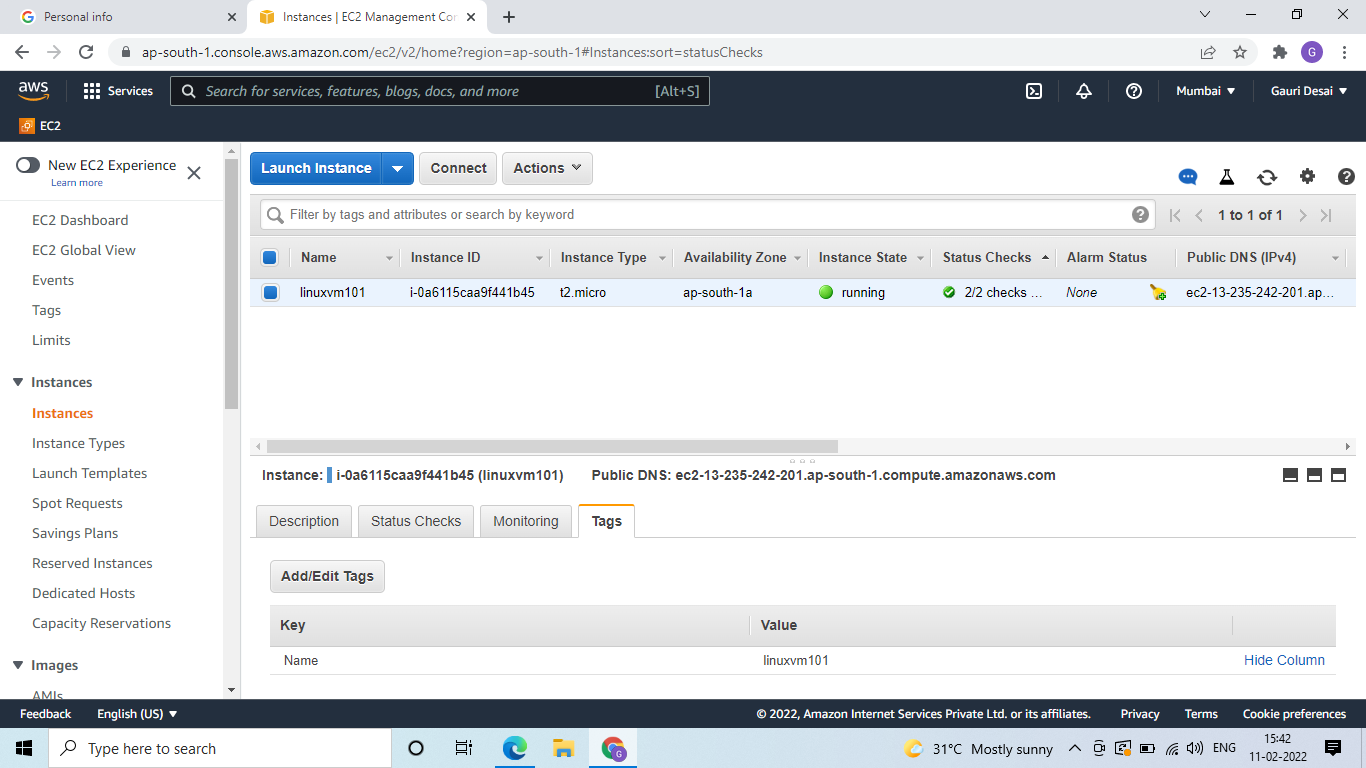 Personal info
Instances | EC2 Management Con
ap-south-1.console.aws.amazon.com/ec2/v2/home?region=ap-south-1#Instances:sort=statusChecks
G
aws
Services
Search for services, features, blogs, docs, and more [Alt+S]
Mumbai
Gauri Desai
EC2
New EC2 Experience
Learn more
EC2 Dashboard
EC2 Global View
Events
Tags
Limits
Instances
Instances
Instance Types
Launch Templates
Spot Requests
Savings Plans
Reserved Instances
Dedicated Hosts
Capacity Reservations
Images
AMIs
Launch Instance
Connect
Actions
Filter by tags and attributes or search by keyword
1 to 1 of 1
Name Instance ID Instance Type Availability Zone Instance State Status Checks Alarm Status Public DNS (IPv4)
linuxvm101 i-0a6115caa9f441b45 t2.micro ap-south-1a running 2/2 checks ... None ec2-13-235-242-201.ap...
Instance: i-0a6115caa9f441b45 (linuxvm101) Public DNS: ec2-13-235-242-201.ap-south-1.compute.amazonaws.com
Description Status Checks Monitoring Tags
Add/Edit Tags
Key Value
Name linuxvm101 Hide Column
Feedback English (US) © 2022, Amazon Internet Services Private Ltd. or its affiliates. Privacy Terms Cookie preferences
Type here to search
31°C Mostly sunny
ENG
15:42
11-02-2022